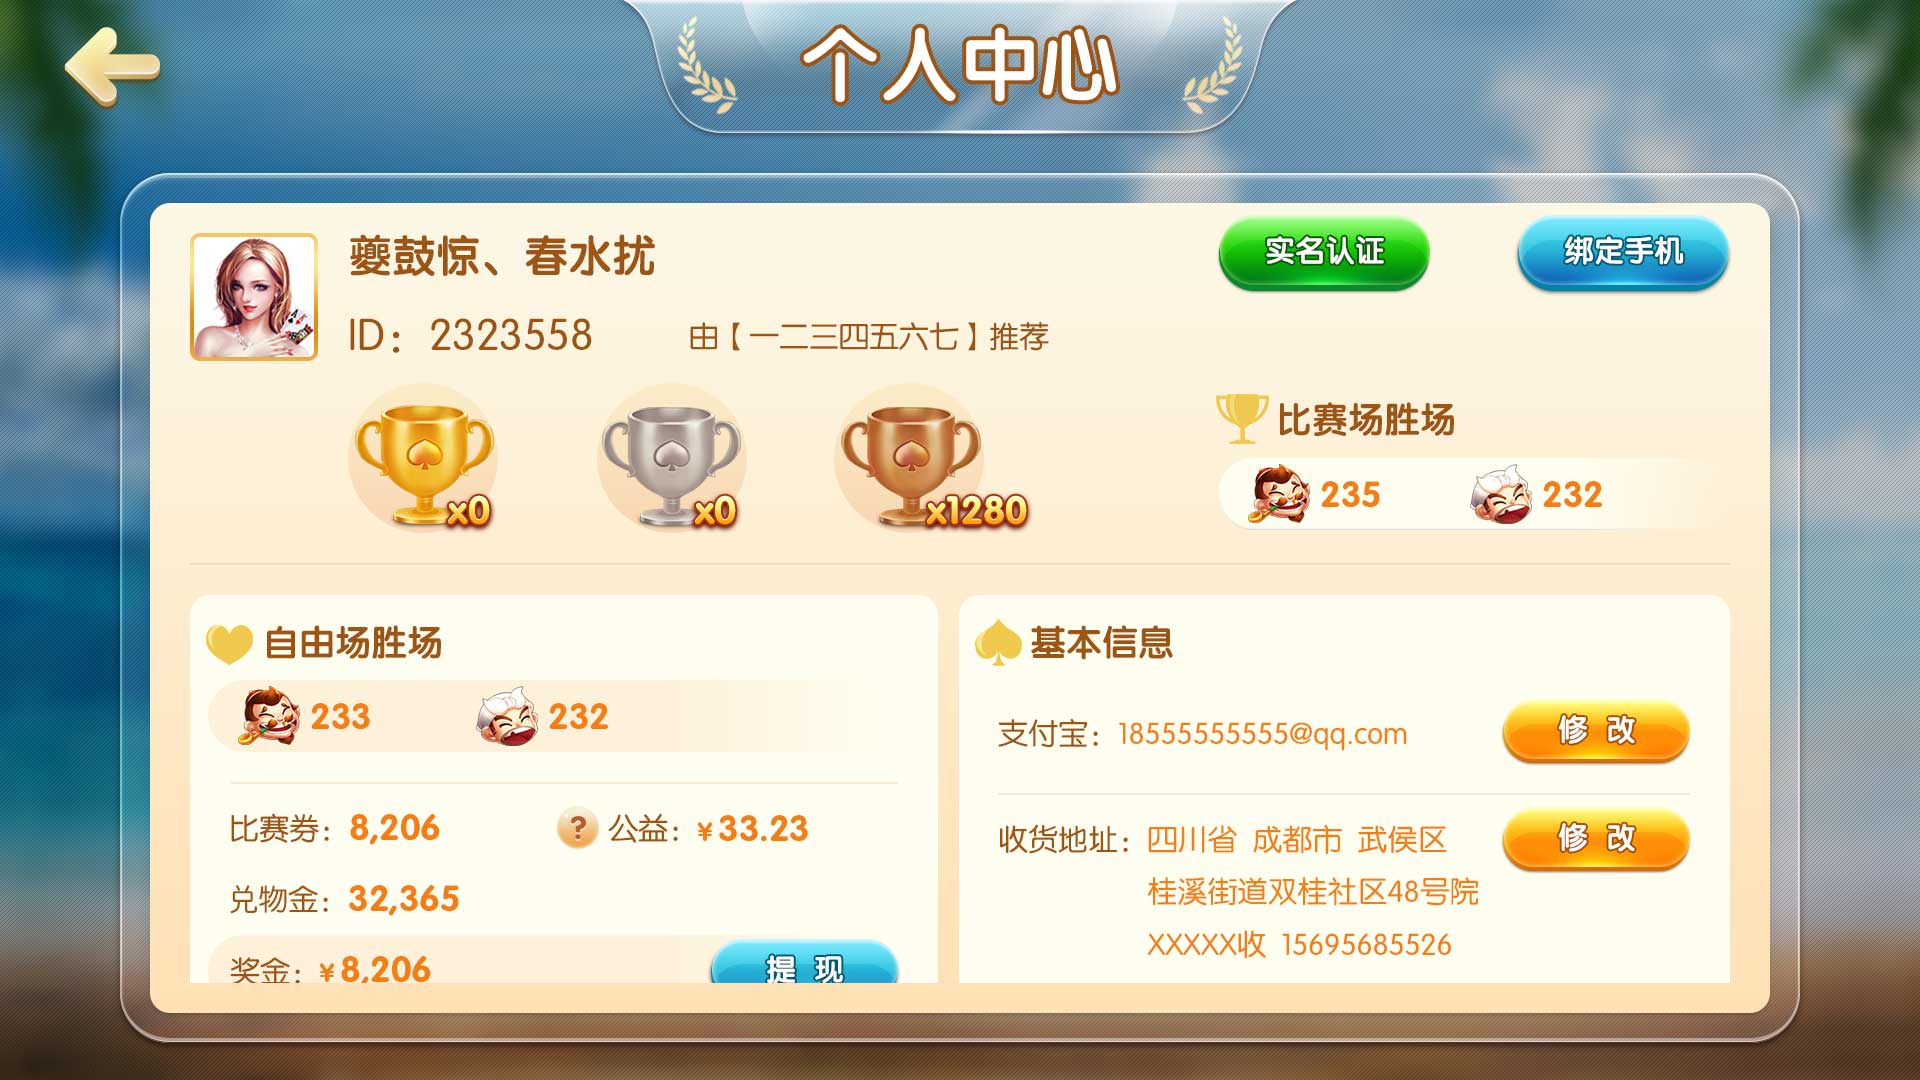 个人中心
夔鼓惊、春水扰
实名认证
绑定手机
ID：2323558
由【一二三四五六七】推荐
x0
x0
x1280
比赛场胜场
235
232
自由场胜场
233
232
比赛券：8,206
? 公益：¥33.23
兑物金：32,365
奖金：¥8,206
提 现
基本信息
支付宝：18555555555@qq.com
修 改
收货地址：四川省 成都市 武侯区
桂溪街道双桂社区48号院
XXXXX收 15695685526
修 改